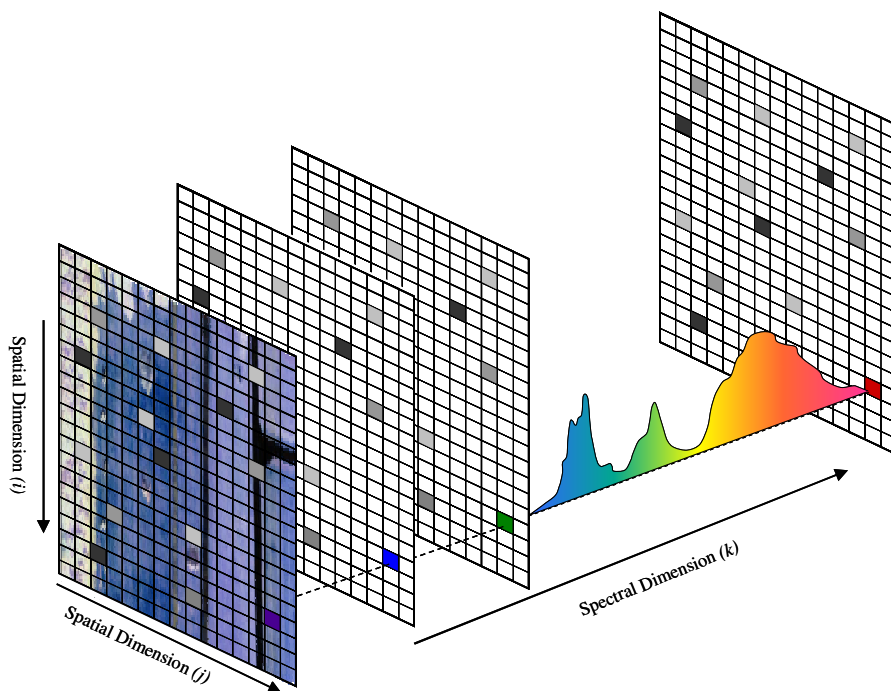 Spatial Dimension (i)
Spatial Dimension (j)
Spectral Dimension (k)